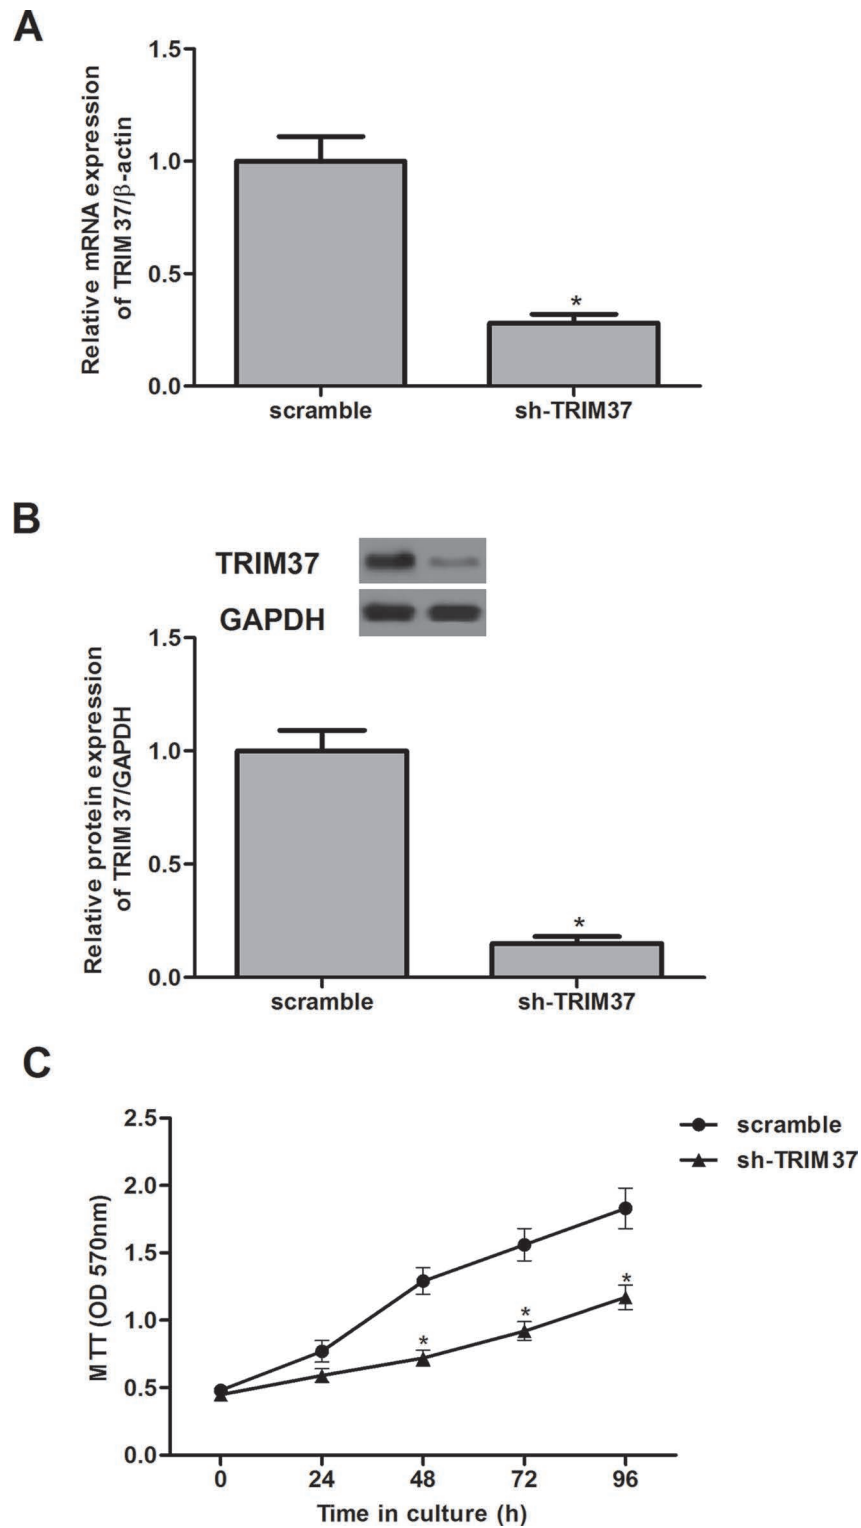 A
Relative mRNA expression
of TRIM37/β-actin
1.5
1.0
0.5
0.0
*
scramble
sh-TRIM37
B
TRIM37
GAPDH
Relative protein expression
of TRIM37/GAPDH
1.5
1.0
0.5
0.0
*
scramble
sh-TRIM37
C
MTT (OD 570nm)
2.5
2.0
1.5
1.0
0.5
0.0
scramble
sh-TRIM37
*
*
*
0 24 48 72 96
Time in culture (h)